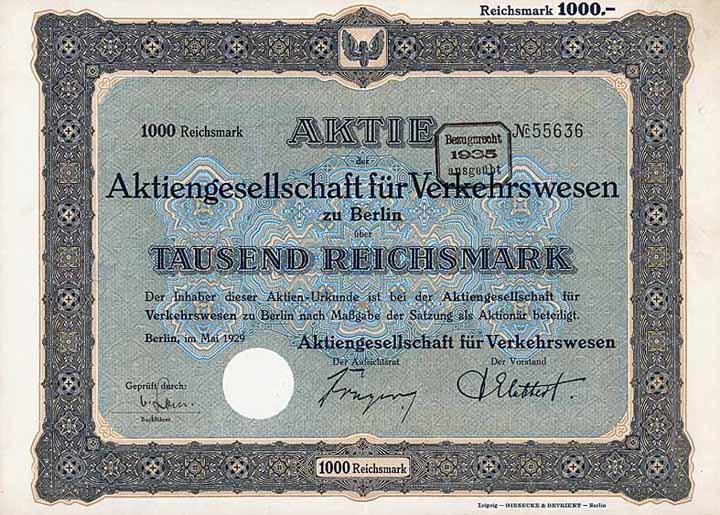 Reichsmark 1000,-
1000 Reichsmark
AKTIE
№ 55636
Bezugsrecht
1935
ausgeübt
der
Aktiengesellschaft für Verkehrswesen
zu Berlin
über
TAUSEND REICHSMARK
Der Inhaber dieser Aktien-Urkunde ist bei der Aktiengesellschaft für
Verkehrswesen zu Berlin nach Maßgabe der Satzung als Aktionär beteiligt.
Berlin, im Mai 1929
Aktiengesellschaft für Verkehrswesen
Der Aufsichtsrat
Der Vorstand
Geprüft durch:
Buchführer
1000 Reichsmark
Leipzig — GIESECKE & DEVRIENT — Berlin